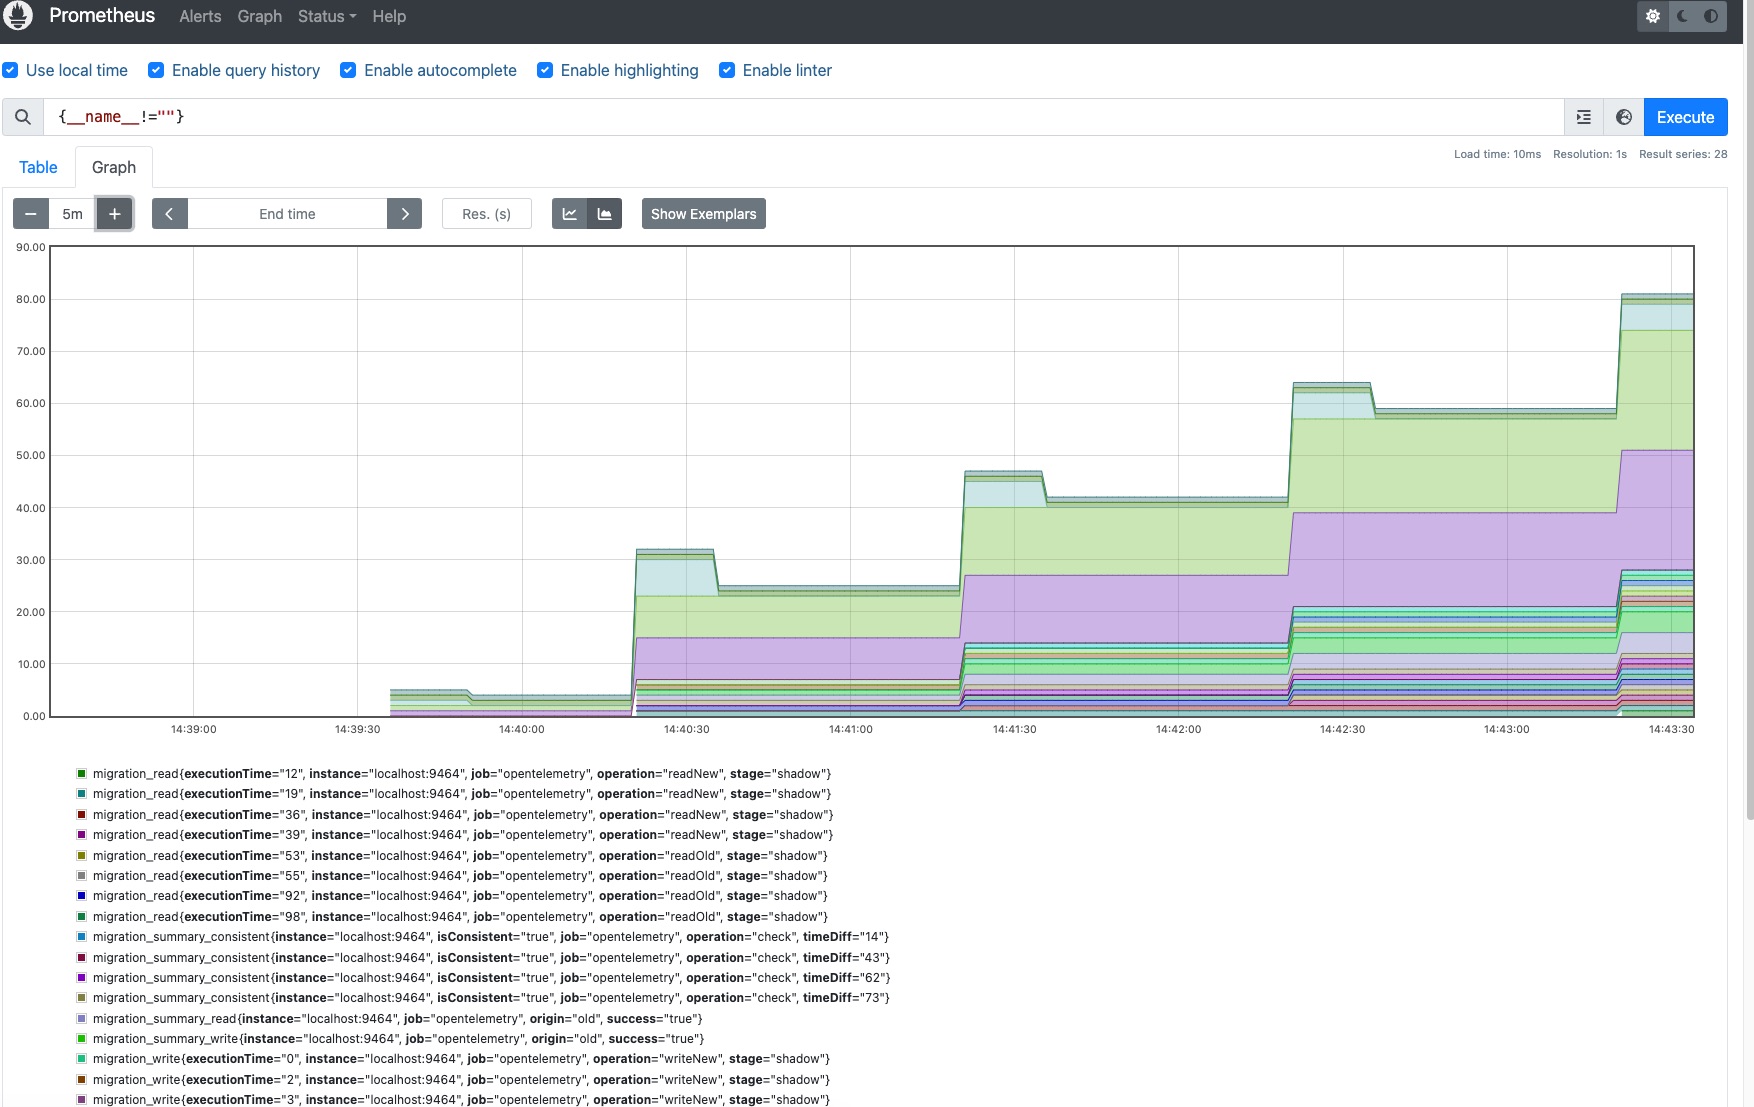 Prometheus Alerts Graph Status Help
Use local time Enable query history Enable autocomplete Enable highlighting Enable linter
{__name__!=""} Execute
Table Graph Load time: 10ms Resolution: 1s Result series: 28
− 5m + < End time > Res. (s) Show Exemplars
90.00
80.00
70.00
60.00
50.00
40.00
30.00
20.00
10.00
0.00
14:39:00 14:39:30 14:40:00 14:40:30 14:41:00 14:41:30 14:42:00 14:42:30 14:43:00 14:43:30
migration_read{executionTime="12", instance="localhost:9464", job="opentelemetry", operation="readNew", stage="shadow"}
migration_read{executionTime="19", instance="localhost:9464", job="opentelemetry", operation="readNew", stage="shadow"}
migration_read{executionTime="36", instance="localhost:9464", job="opentelemetry", operation="readNew", stage="shadow"}
migration_read{executionTime="39", instance="localhost:9464", job="opentelemetry", operation="readNew", stage="shadow"}
migration_read{executionTime="53", instance="localhost:9464", job="opentelemetry", operation="readOld", stage="shadow"}
migration_read{executionTime="55", instance="localhost:9464", job="opentelemetry", operation="readOld", stage="shadow"}
migration_read{executionTime="92", instance="localhost:9464", job="opentelemetry", operation="readOld", stage="shadow"}
migration_read{executionTime="98", instance="localhost:9464", job="opentelemetry", operation="readOld", stage="shadow"}
migration_summary_consistent{instance="localhost:9464", isConsistent="true", job="opentelemetry", operation="check", timeDiff="14"}
migration_summary_consistent{instance="localhost:9464", isConsistent="true", job="opentelemetry", operation="check", timeDiff="43"}
migration_summary_consistent{instance="localhost:9464", isConsistent="true", job="opentelemetry", operation="check", timeDiff="62"}
migration_summary_consistent{instance="localhost:9464", isConsistent="true", job="opentelemetry", operation="check", timeDiff="73"}
migration_summary_read{instance="localhost:9464", job="opentelemetry", origin="old", success="true"}
migration_summary_write{instance="localhost:9464", job="opentelemetry", origin="old", success="true"}
migration_write{executionTime="0", instance="localhost:9464", job="opentelemetry", operation="writeNew", stage="shadow"}
migration_write{executionTime="2", instance="localhost:9464", job="opentelemetry", operation="writeNew", stage="shadow"}
migration_write{executionTime="3", instance="localhost:9464", job="opentelemetry", operation="writeNew", stage="shadow"}